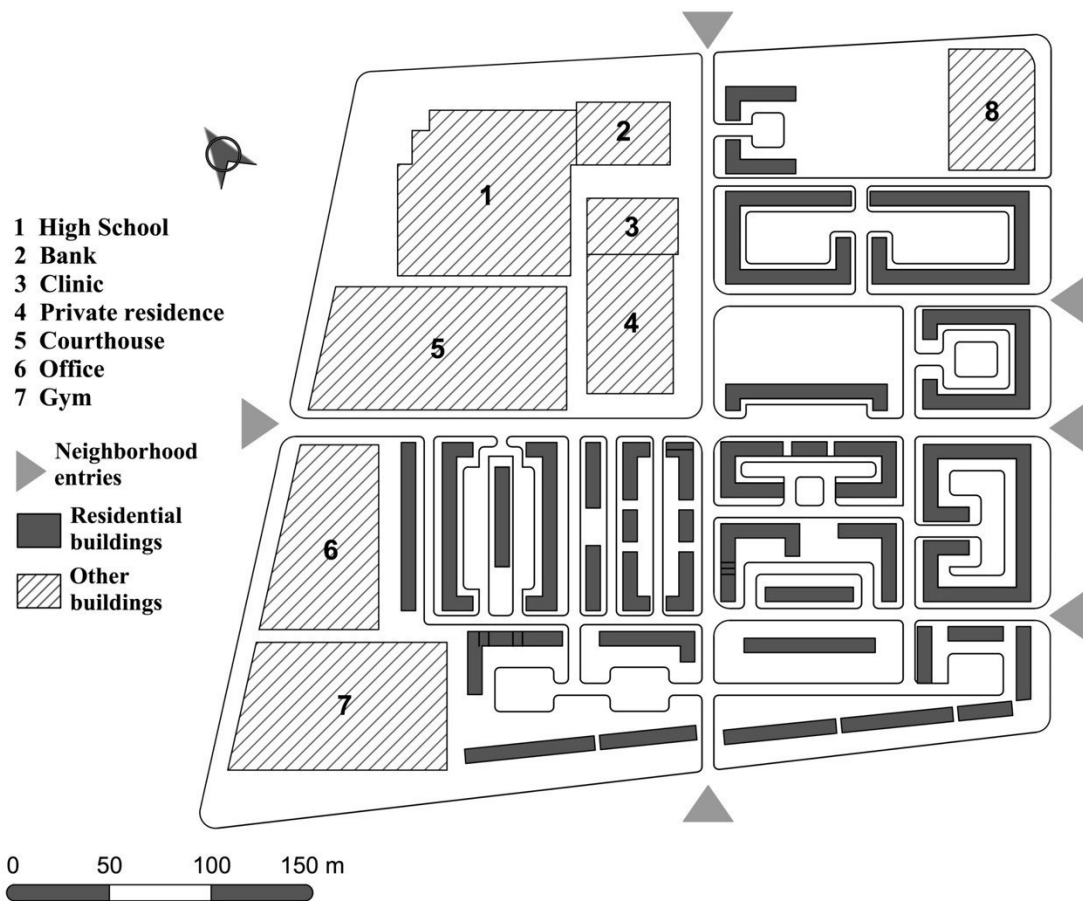 1 High School
2 Bank
3 Clinic
4 Private residence
5 Courthouse
6 Office
7 Gym
Neighborhood
entries
Residential
buildings
Other
buildings
1
2
3
4
5
6
7
8
0 50 100 150 m